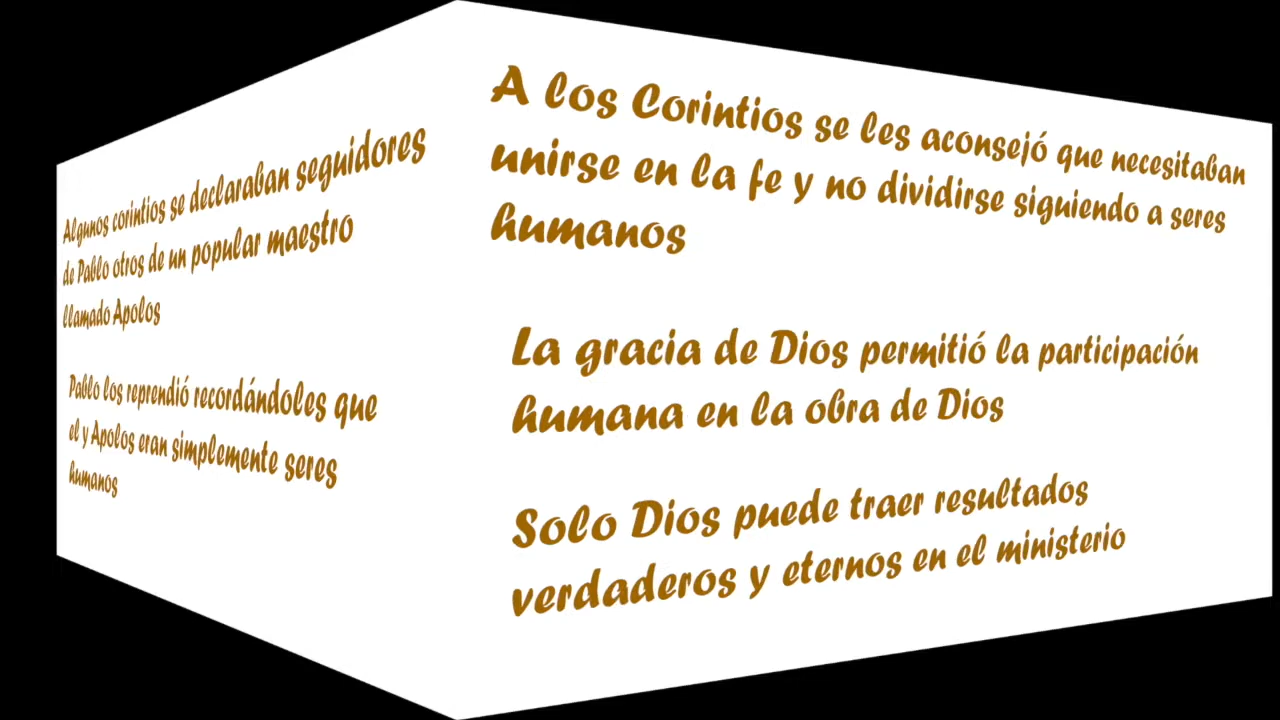 Algunos corintios se declaraban seguidores
de Pablo otros de un popular maestro
llamado Apolos
Pablo los reprendió recordándoles que
el y Apolos eran simplemente seres
humanos
A los Corintios se les aconsejó que necesitaban
unirse en la fe y no dividirse siguiendo a seres
humanos
La gracia de Dios permitió la participación
humana en la obra de Dios
Solo Dios puede traer resultados
verdaderos y eternos en el ministerio